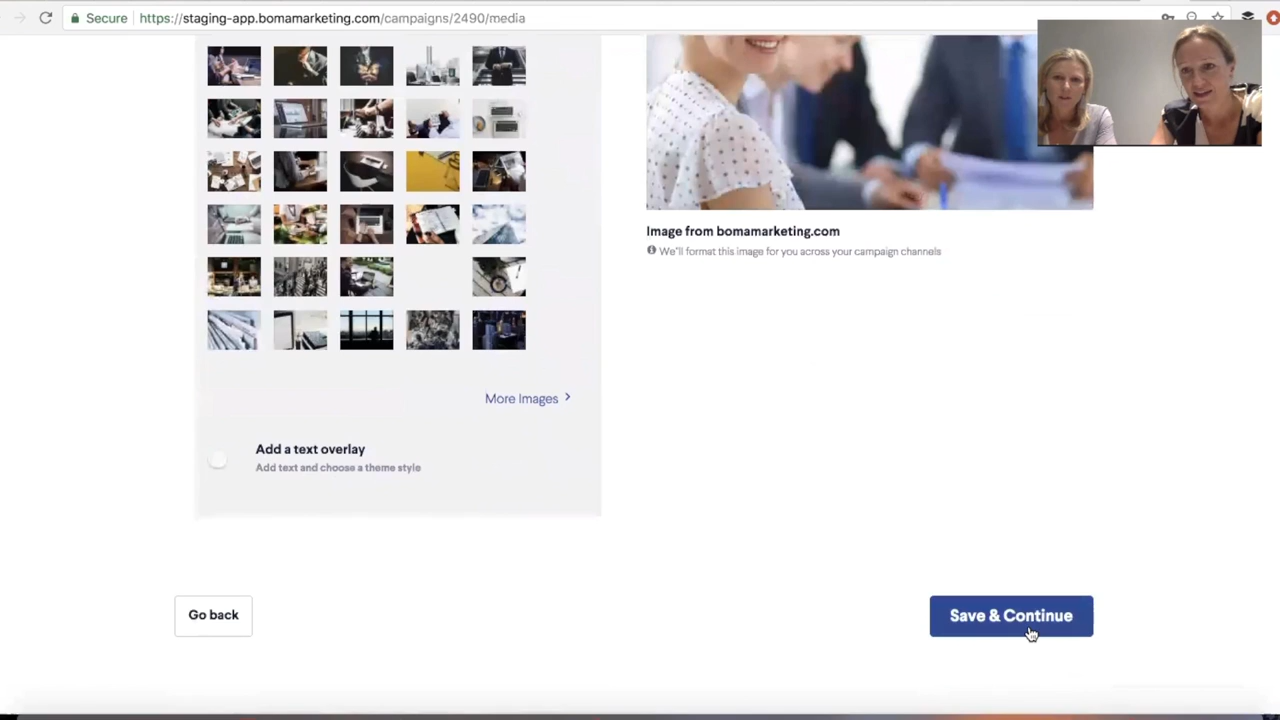 Secure https://staging-app.bomamarketing.com/campaigns/2490/media
Image from bomamarketing.com
We'll format this image for you across your campaign channels
More Images
Add a text overlay
Add text and choose a theme style
Go back
Save & Continue